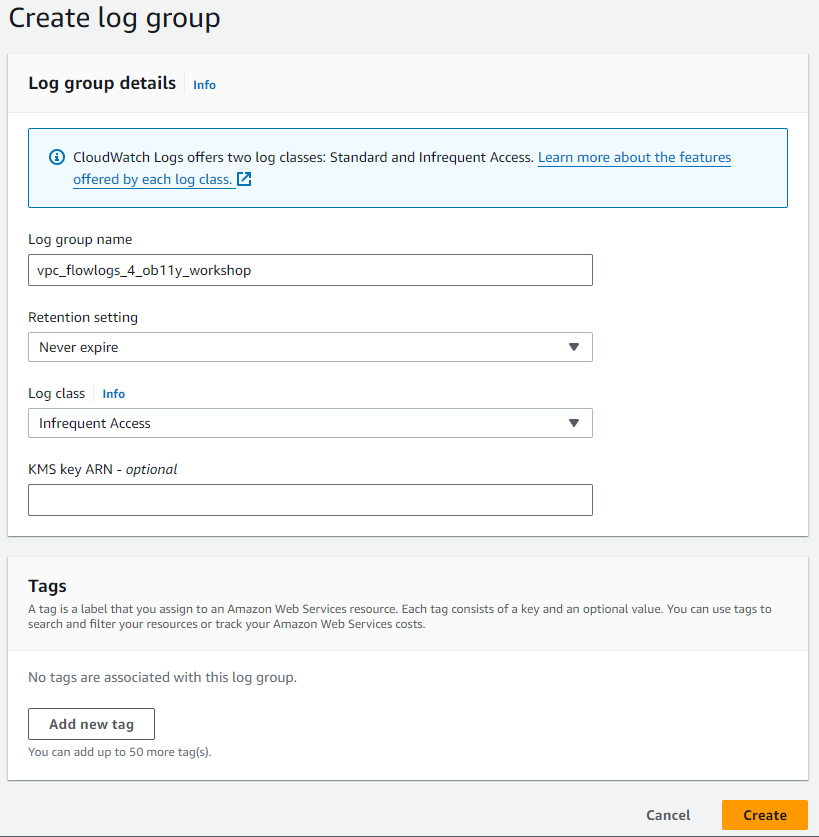 Create log group
Log group details Info
CloudWatch Logs offers two log classes: Standard and Infrequent Access. Learn more about the features
offered by each log class.
Log group name
vpc_flowlogs_4_ob11y_workshop
Retention setting
Never expire
Log class Info
Infrequent Access
KMS key ARN - optional
Tags
A tag is a label that you assign to an Amazon Web Services resource. Each tag consists of a key and an optional value. You can use tags to
search and filter your resources or track your Amazon Web Services costs.
No tags are associated with this log group.
Add new tag
You can add up to 50 more tag(s).
Cancel Create